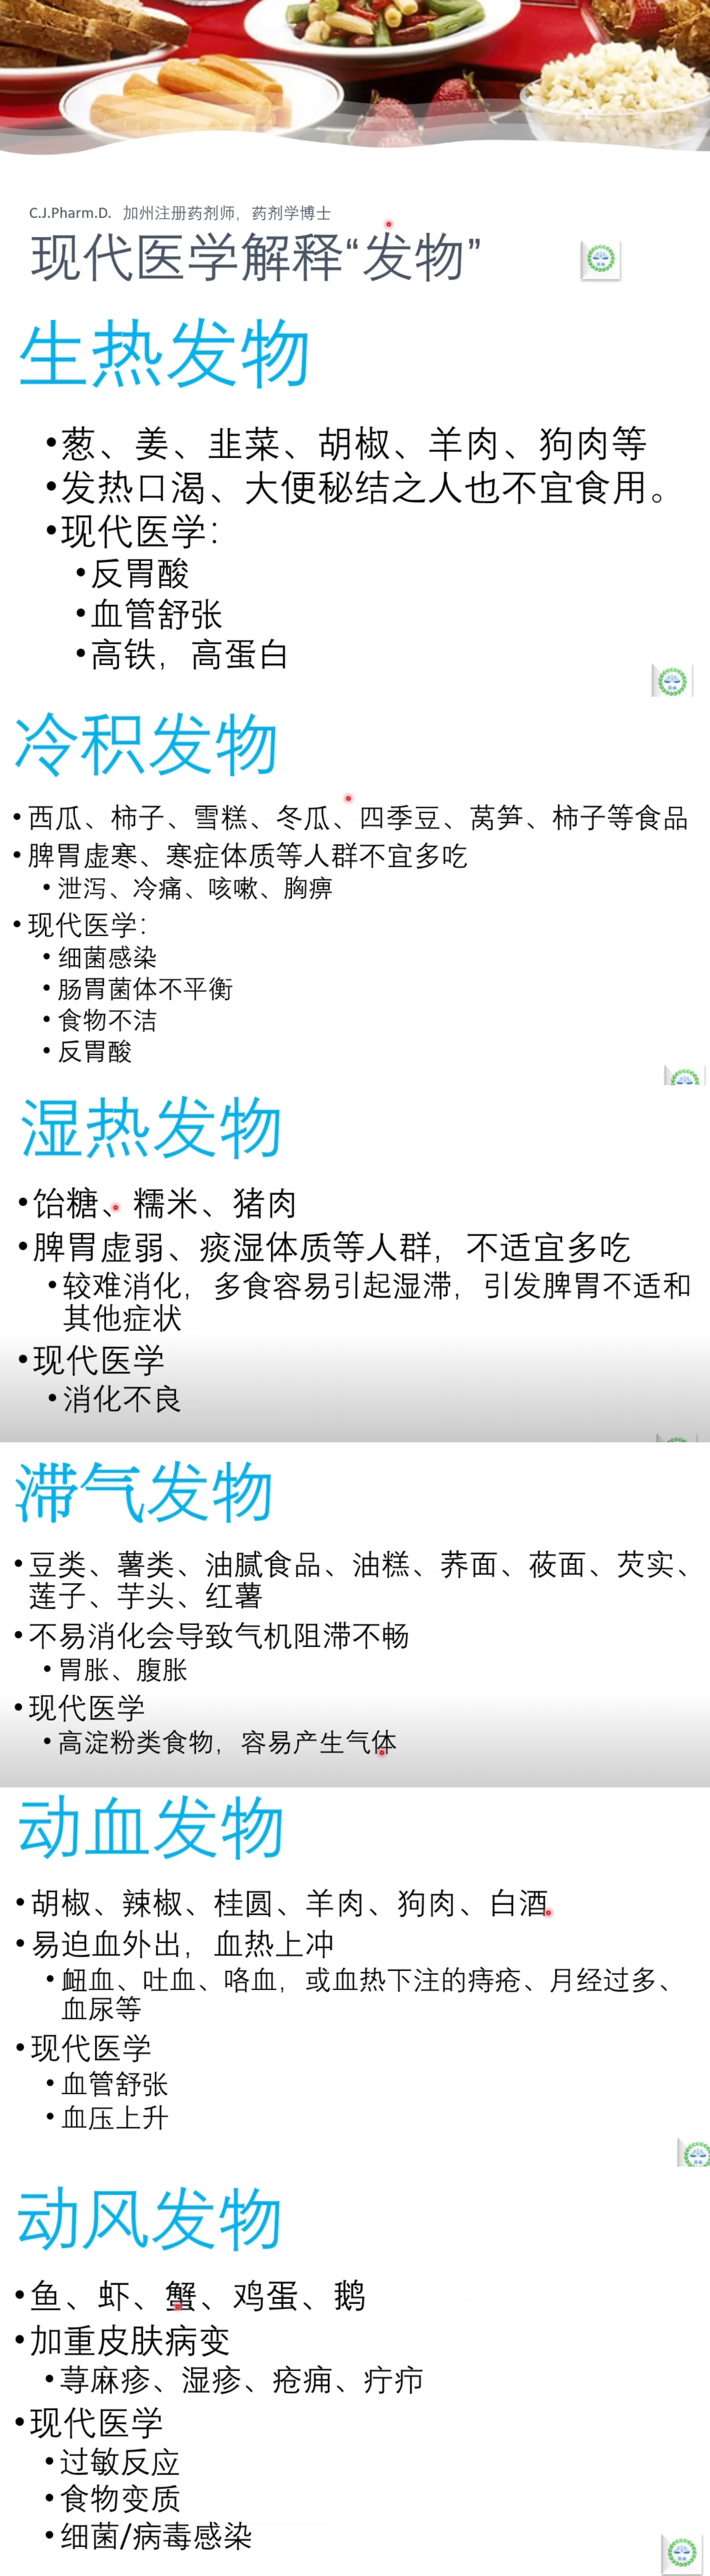 C.J.Pharm.D. 加州注册药剂师，药剂学博士
现代医学解释“发物”
生热发物
•葱、姜、韭菜、胡椒、羊肉、狗肉等
•发热口渴、大便秘结之人也不宜食用。
•现代医学：
•反胃酸
•血管舒张
•高铁，高蛋白
冷积发物
•西瓜、柿子、雪糕、冬瓜、四季豆、莴笋、柿子等食品
•脾胃虚寒、寒症体质等人群不宜多吃
•泄泻、冷痛、咳嗽、胸痹
•现代医学：
•细菌感染
•肠胃菌体不平衡
•食物不洁
•反胃酸
湿热发物
•饴糖、糯米、猪肉
•脾胃虚弱、痰湿体质等人群，不适宜多吃
•较难消化，多食容易引起湿滞，引发脾胃不适和
其他症状
•现代医学
•消化不良
滞气发物
•豆类、薯类、油腻食品、油糕、荞面、莜面、芡实、
莲子、芋头、红薯
•不易消化会导致气机阻滞不畅
•胃胀、腹胀
•现代医学
•高淀粉类食物，容易产生气体
动血发物
•胡椒、辣椒、桂圆、羊肉、狗肉、白酒
•易迫血外出，血热上冲
•衄血、吐血、咯血，或血热下注的痔疮、月经过多、
血尿等
•现代医学
•血管舒张
•血压上升
动风发物
•鱼、虾、蟹、鸡蛋、鹅
•加重皮肤病变
•荨麻疹、湿疹、疮痈、疔疖
•现代医学
•过敏反应
•食物变质
•细菌/病毒感染